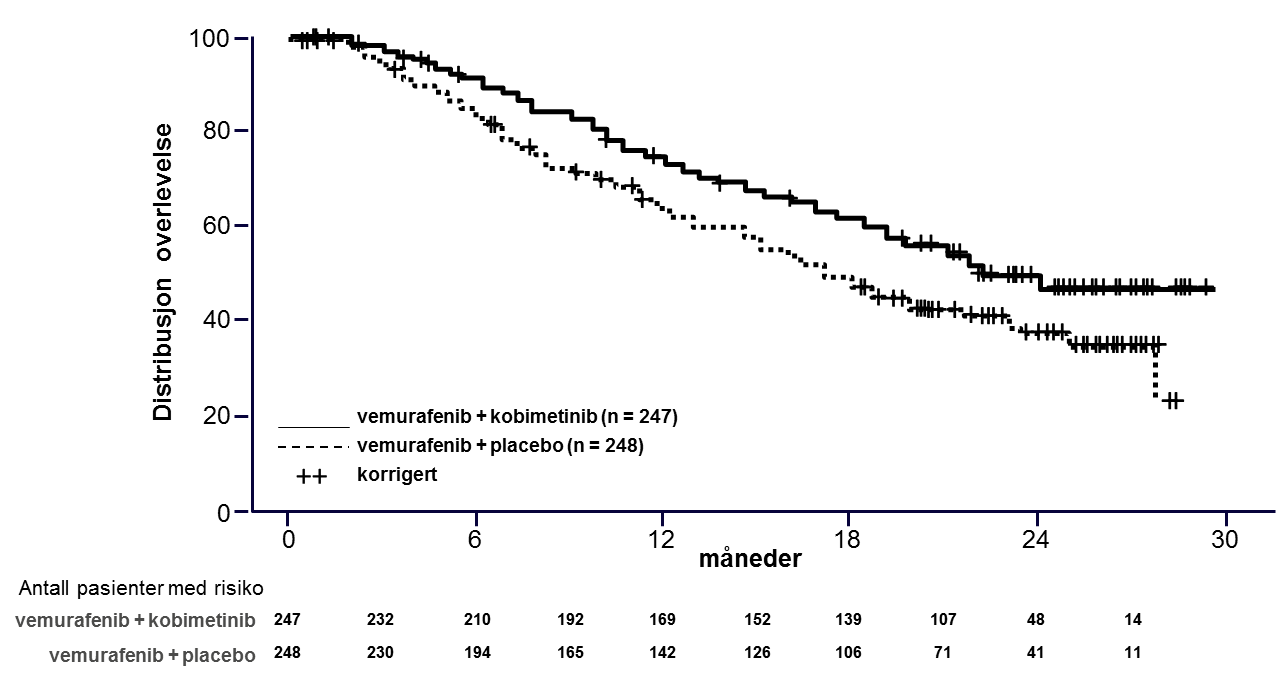 100
80
60
40
20
0
Distribusjon overlevelse
vemurafenib + kobimetinib (n = 247)
vemurafenib + placebo (n = 248)
++ korrigert
0 6 12 18 24 30
måneder
Antall pasienter med risiko
vemurafenib + kobimetinib 247 232 210 192 169 152 139 107 48 14
vemurafenib + placebo 248 230 194 165 142 126 106 71 41 11